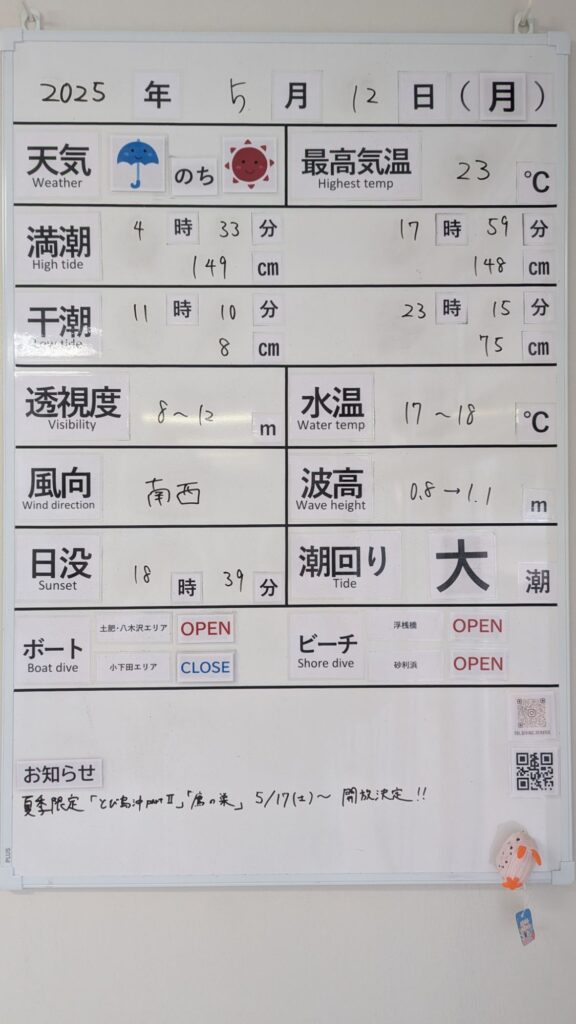 2025 年 5 月 12 日 (月)
天気 のち 最高気温 23 ℃
Weather Highest temp
満潮 4 時 33 分 17 時 59 分
High tide 149 cm 148 cm
干潮 11 時 10 分 23 時 15 分
Low tide 8 cm 75 cm
透視度 8〜12 m 水温 17〜18 ℃
Visibility Water temp
風向 南西 波高 0.8→1.1 m
Wind direction Wave height
日没 18 時 39 分 潮回り 大 潮
Sunset Tide
ボート 土肥・八木沢エリア OPEN ビーチ 浮桟橋 OPEN
Boat dive 小下田エリア CLOSE Shore dive 砂利浜 OPEN
お知らせ
夏季限定「とび島沖partⅡ」「鷹の巣」5/17(土)〜 開放決定!!
PLUS